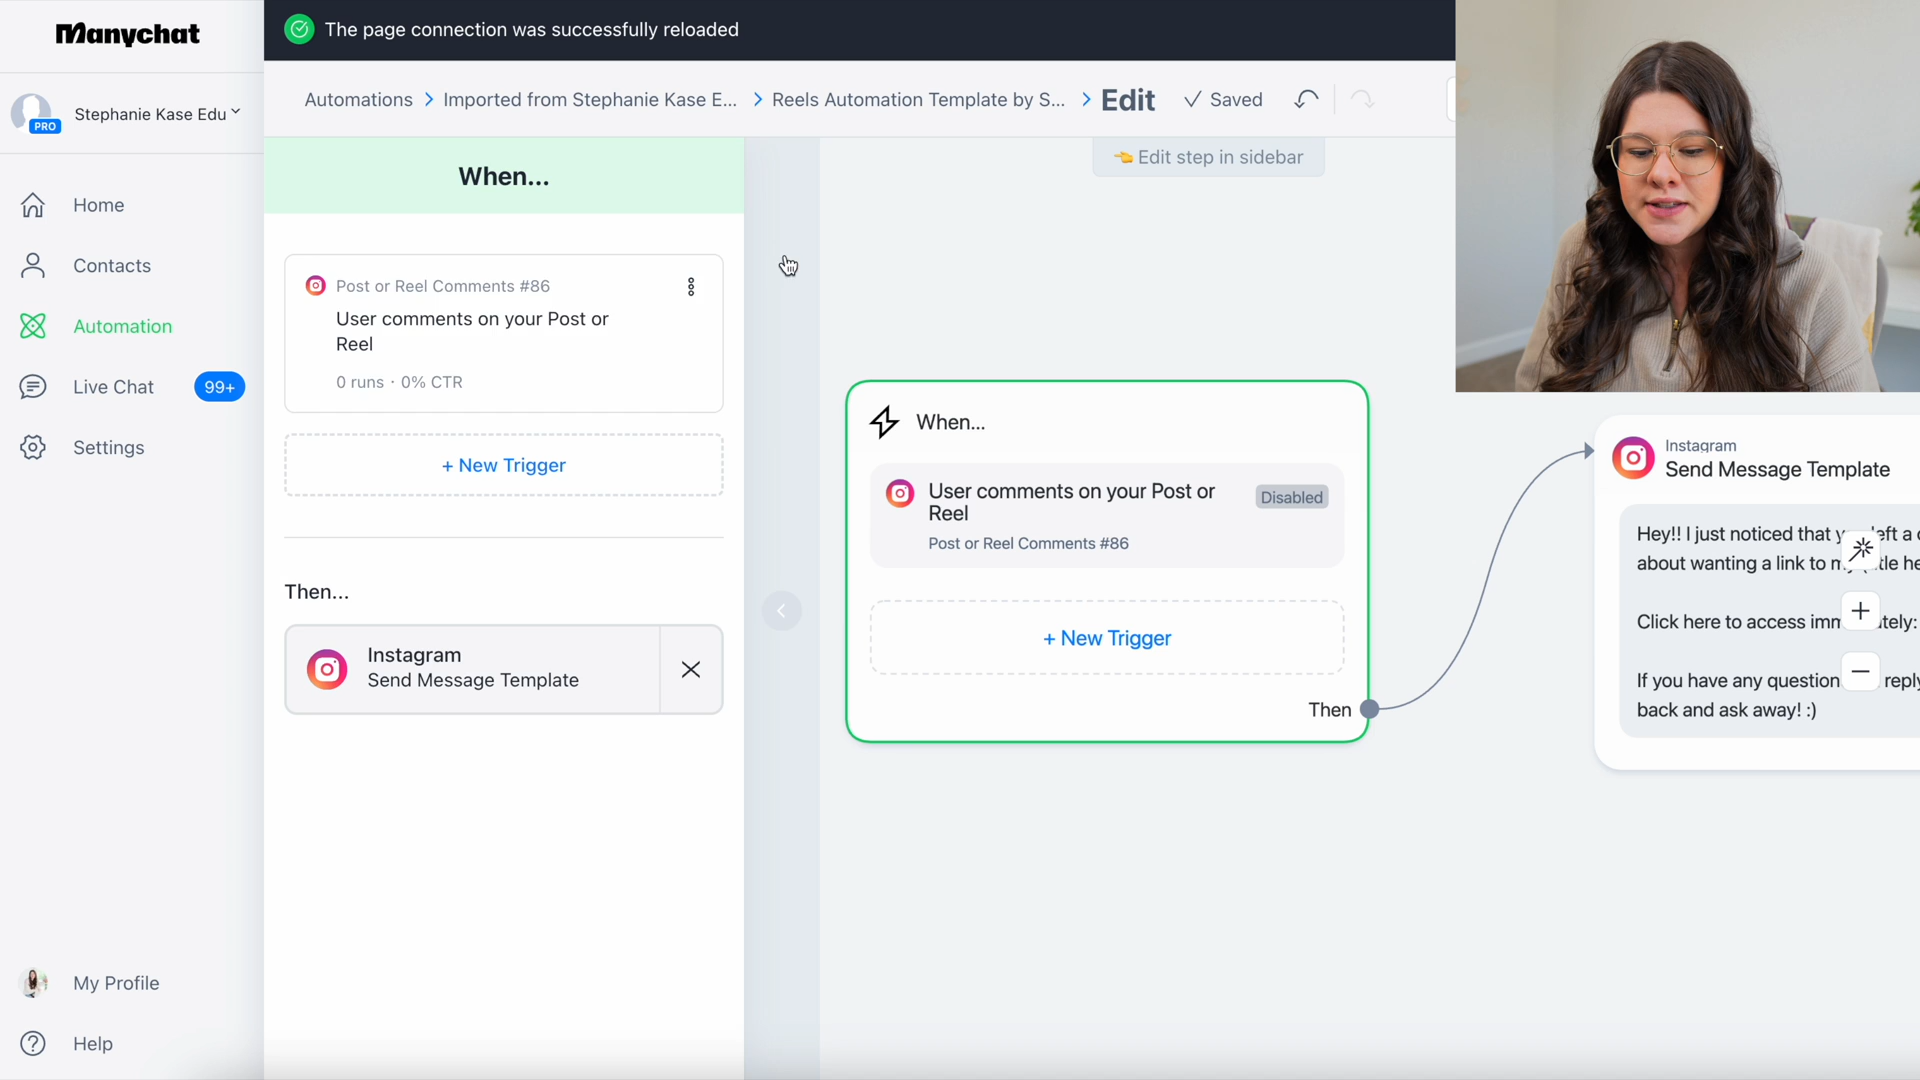 Manychat
The page connection was successfully reloaded
Stephanie Kase Edu
PRO
Automations
Imported from Stephanie Kase E...
Reels Automation Template by S...
Edit
Saved
Home
Contacts
Automation
Live Chat
99+
Settings
My Profile
Help
When...
Post or Reel Comments #86
User comments on your Post or
Reel
0 runs · 0% CTR
+ New Trigger
Then...
Instagram
Send Message Template
Edit step in sidebar
When...
User comments on your Post or
Reel
Disabled
Post or Reel Comments #86
+ New Trigger
Then
Instagram
Send Message Template
Hey!! I just noticed that
about wanting a link to
Click here to access
If you have any question
back and ask away! :)